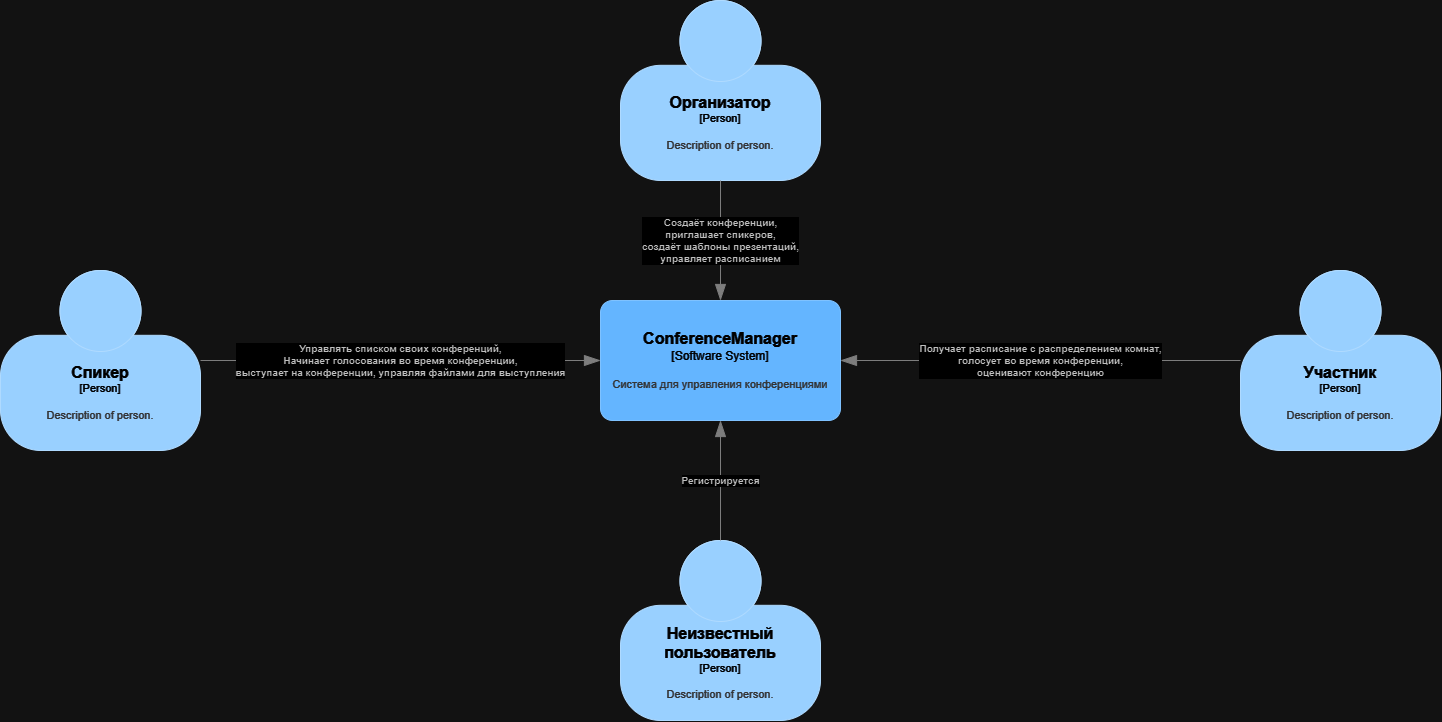 Организатор
[Person]
Description of person.
Создаёт конференции,
приглашает спикеров,
создаёт шаблоны презентаций,
управляет расписанием
Спикер
[Person]
Description of person.
Управлять списком своих конференций,
Начинает голосования во время конференции,
выступает на конференции, управляя файлами для выступления
ConferenceManager
[Software System]
Система для управления конференциями
Получает расписание с распределением комнат,
голосует во время конференции,
оценивают конференцию
Участник
[Person]
Description of person.
Регистрируется
Неизвестный
пользователь
[Person]
Description of person.